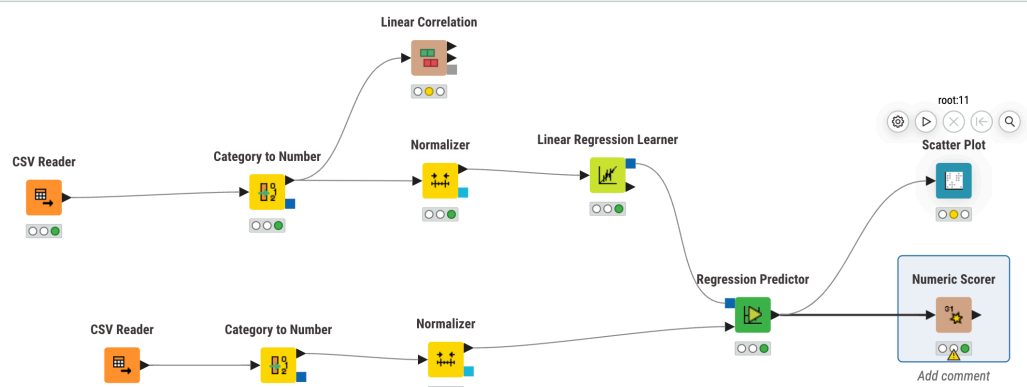 Linear Correlation
root:11
Scatter Plot
Linear Regression Learner
Normalizer
Category to Number
CSV Reader
Regression Predictor
Numeric Scorer
CSV Reader
Category to Number
Normalizer
Add comment